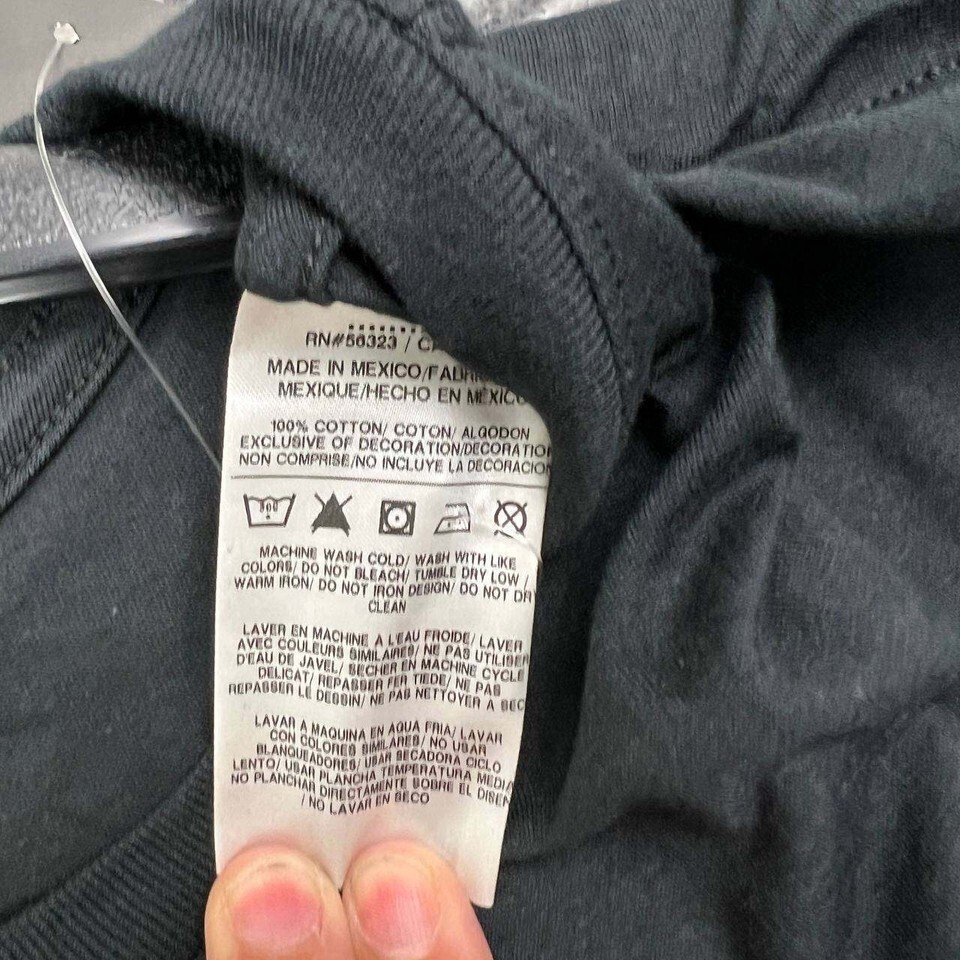 RN#56323 /
MADE IN MEXICO/
MEXIQUE/HECHO EN MÉXICO
100% COTTON/ COTON/ ALGODON
EXCLUSIVE OF DECORATION/DECORATION
NON COMPRISE/NO INCLUYE LA DECORACION
MACHINE WASH COLD/ WASH WITH LIKE
COLORS/ DO NOT BLEACH/ TUMBLE DRY LOW /
WARM IRON/ DO NOT IRON DESIGN/ DO NOT DRY
CLEAN
LAVER EN MACHINE A L'EAU FROIDE/ LAVER
AVEC COULEURS SIMILAIRES/ NE PAS UTILISER
D'EAU DE JAVEL/ SECHER EN MACHINE CYCLE
DELICAT/ REPASSER FER TIEDE/ NE PAS
REPASSER LE DESSIN/ NE PAS NETTOYER A SEC
LAVAR A MAQUINA EN AGUA FRIA/ LAVAR
CON COLORES SIMILARES/ NO USAR
BLANQUEADORES/ USAR SECADORA CICLO
LENTO/ USAR PLANCHA TEMPERATURA MEDIA
NO PLANCHAR DIRECTAMENTE SOBRE EL DISEN
/ NO LAVAR EN SECO